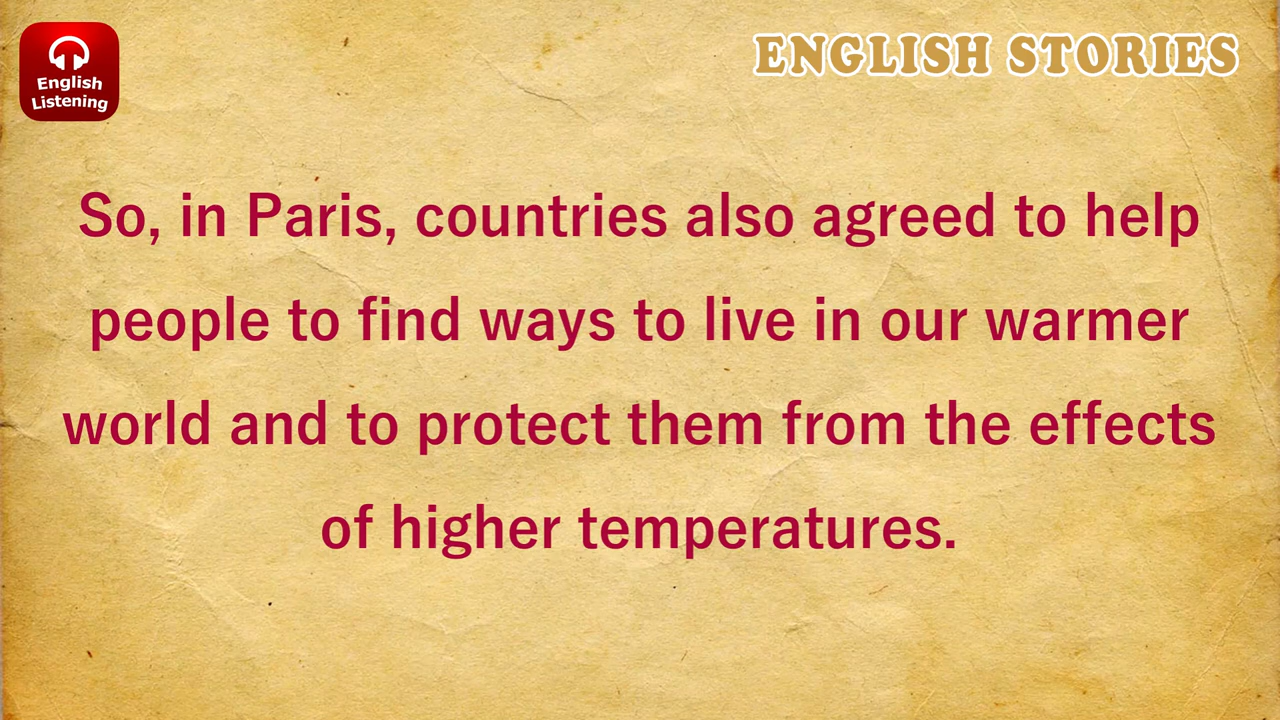 English
Listening
ENGLISH STORIES
So, in Paris, countries also agreed to help
people to find ways to live in our warmer
world and to protect them from the effects
of higher temperatures.